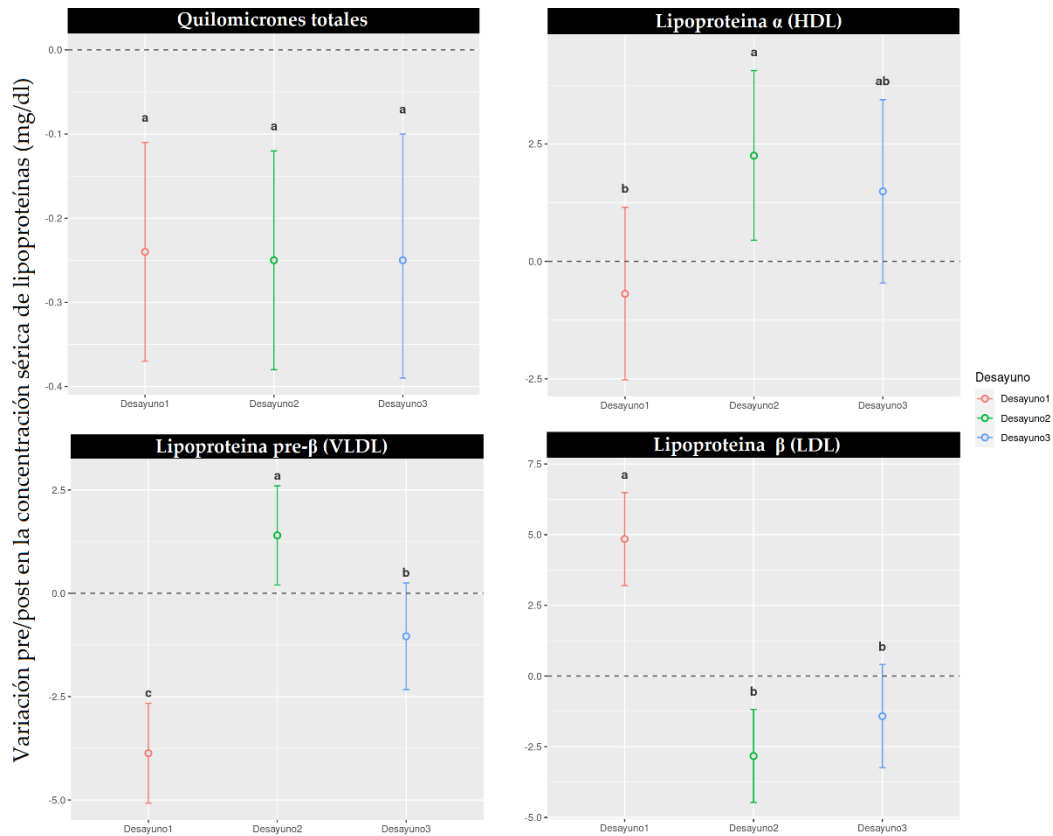 Variación pre/post en la concentración sérica de lipoproteínas (mg/dl)
Quilomicrones totales
0.0
-0.1
-0.2
-0.3
-0.4
a
a
a
Desayuno1
Desayuno2
Desayuno3
Lipoproteina α (HDL)
2.5
0.0
-2.5
b
a
ab
Desayuno1
Desayuno2
Desayuno3
Lipoproteina pre-β (VLDL)
2.5
0.0
-2.5
-5.0
c
a
b
Desayuno1
Desayuno2
Desayuno3
Lipoproteina β (LDL)
7.5
5.0
2.5
0.0
-2.5
-5.0
a
b
b
Desayuno1
Desayuno2
Desayuno3
Desayuno
Desayuno1
Desayuno2
Desayuno3